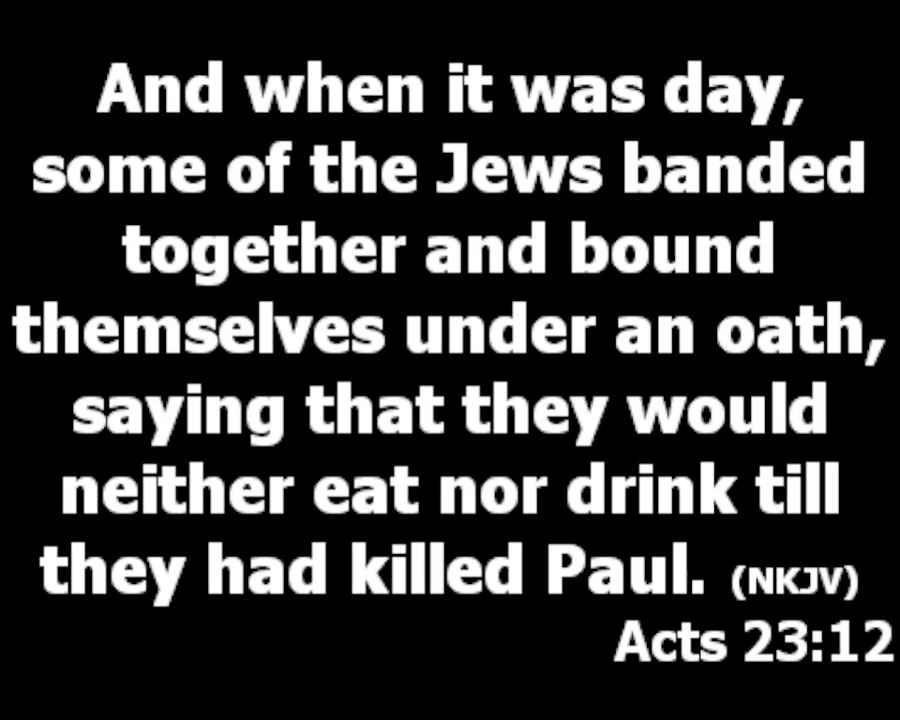 And when it was day,
some of the Jews banded
together and bound
themselves under an oath,
saying that they would
neither eat nor drink till
they had killed Paul. (NKJV)
Acts 23:12